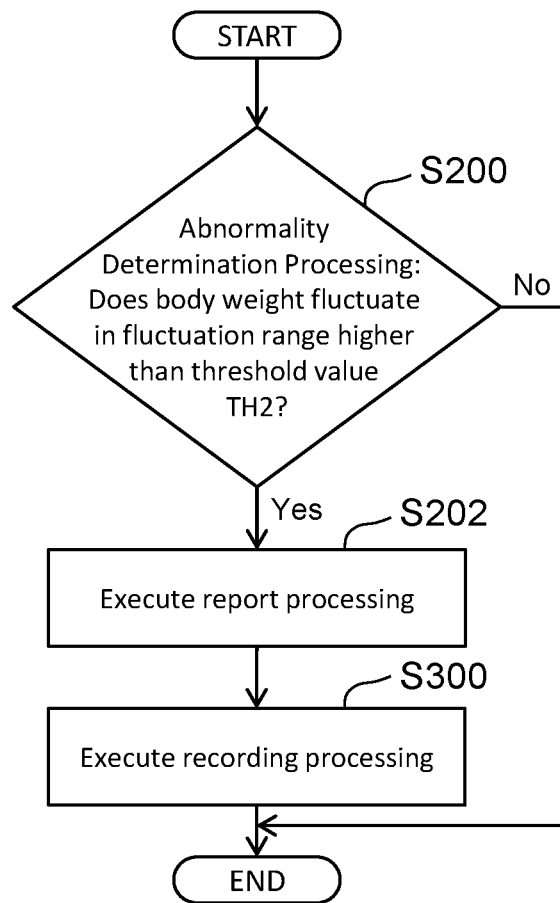 START
S200
Abnormality
Determination Processing:
Does body weight fluctuate
in fluctuation range higher
than threshold value
TH2?
No
Yes
S202
Execute report processing
S300
Execute recording processing
END